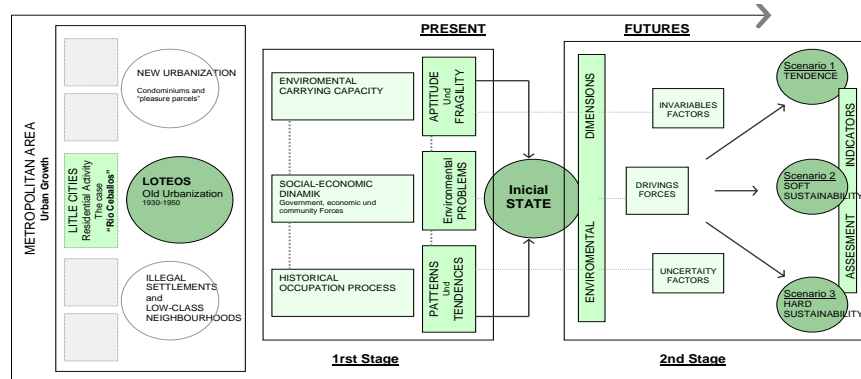 PRESENT
FUTURES
METROPOLITAN AREA
Urban Growth
LITLE CITIES
Residential Activity
The case
“Rio Ceballos”
NEW URBANIZATION
Condominiums and
“pleasure parcels”
LOTEOS
Old Urbanization
1930-1950
ILLEGAL
SETTLEMENTS
and
LOW-CLASS
NEIGHBOURHOODS
ENVIROMENTAL
CARRYING CAPACITY
SOCIAL-ECONOMIC
DINAMIK
Government, economic und
community Forces
HISTORICAL
OCCUPATION PROCESS
APTITUDE
Und
FRAGILITY
Environmental
PROBLEMS
PATTERNS
Und
TENDENCES
Inicial
STATE
1rst Stage
ENVIROMENTAL DIMENSIONS
INVARIABLES
FACTORS
DRIVINGS
FORCES
UNCERTAITY
FACTORS
Scenario 1
TENDENCE
Scenario 2
SOFT
SUSTAINABILITY
Scenario 3
HARD
SUSTAINABILITY
ASSESMENT INDICATORS
2nd Stage